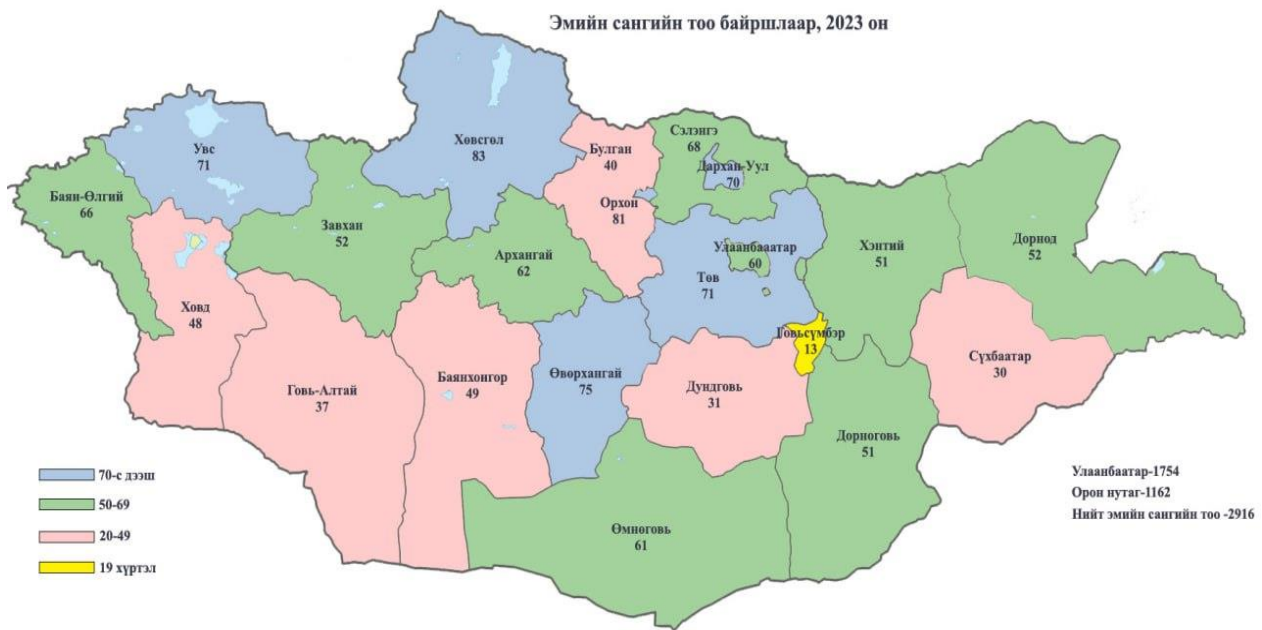 Эмийн сангийн тоо байршлаар, 2023 он
Хөвсгөл
83
Увс
71
Баян-Өлгий
66
Ховд
48
Завхан
52
Говь-Алтай
37
Архангай
62
Баянхонгор
49
Өвөрхангай
75
Булган
40
Орхон
81
Сэлэнгэ
68
Дархан-Уул
70
Улаанбааатар
60
Төв
71
Хэнтий
51
Дорнод
52
Сүхбаатар
30
Говьсүмбэр
13
Дундговь
31
Дорноговь
51
Өмнөговь
61
70-с дээш
50-69
20-49
19 хүртэл
Улаанбаатар-1754
Орон нутаг-1162
Нийт эмийн сангийн тоо -2916